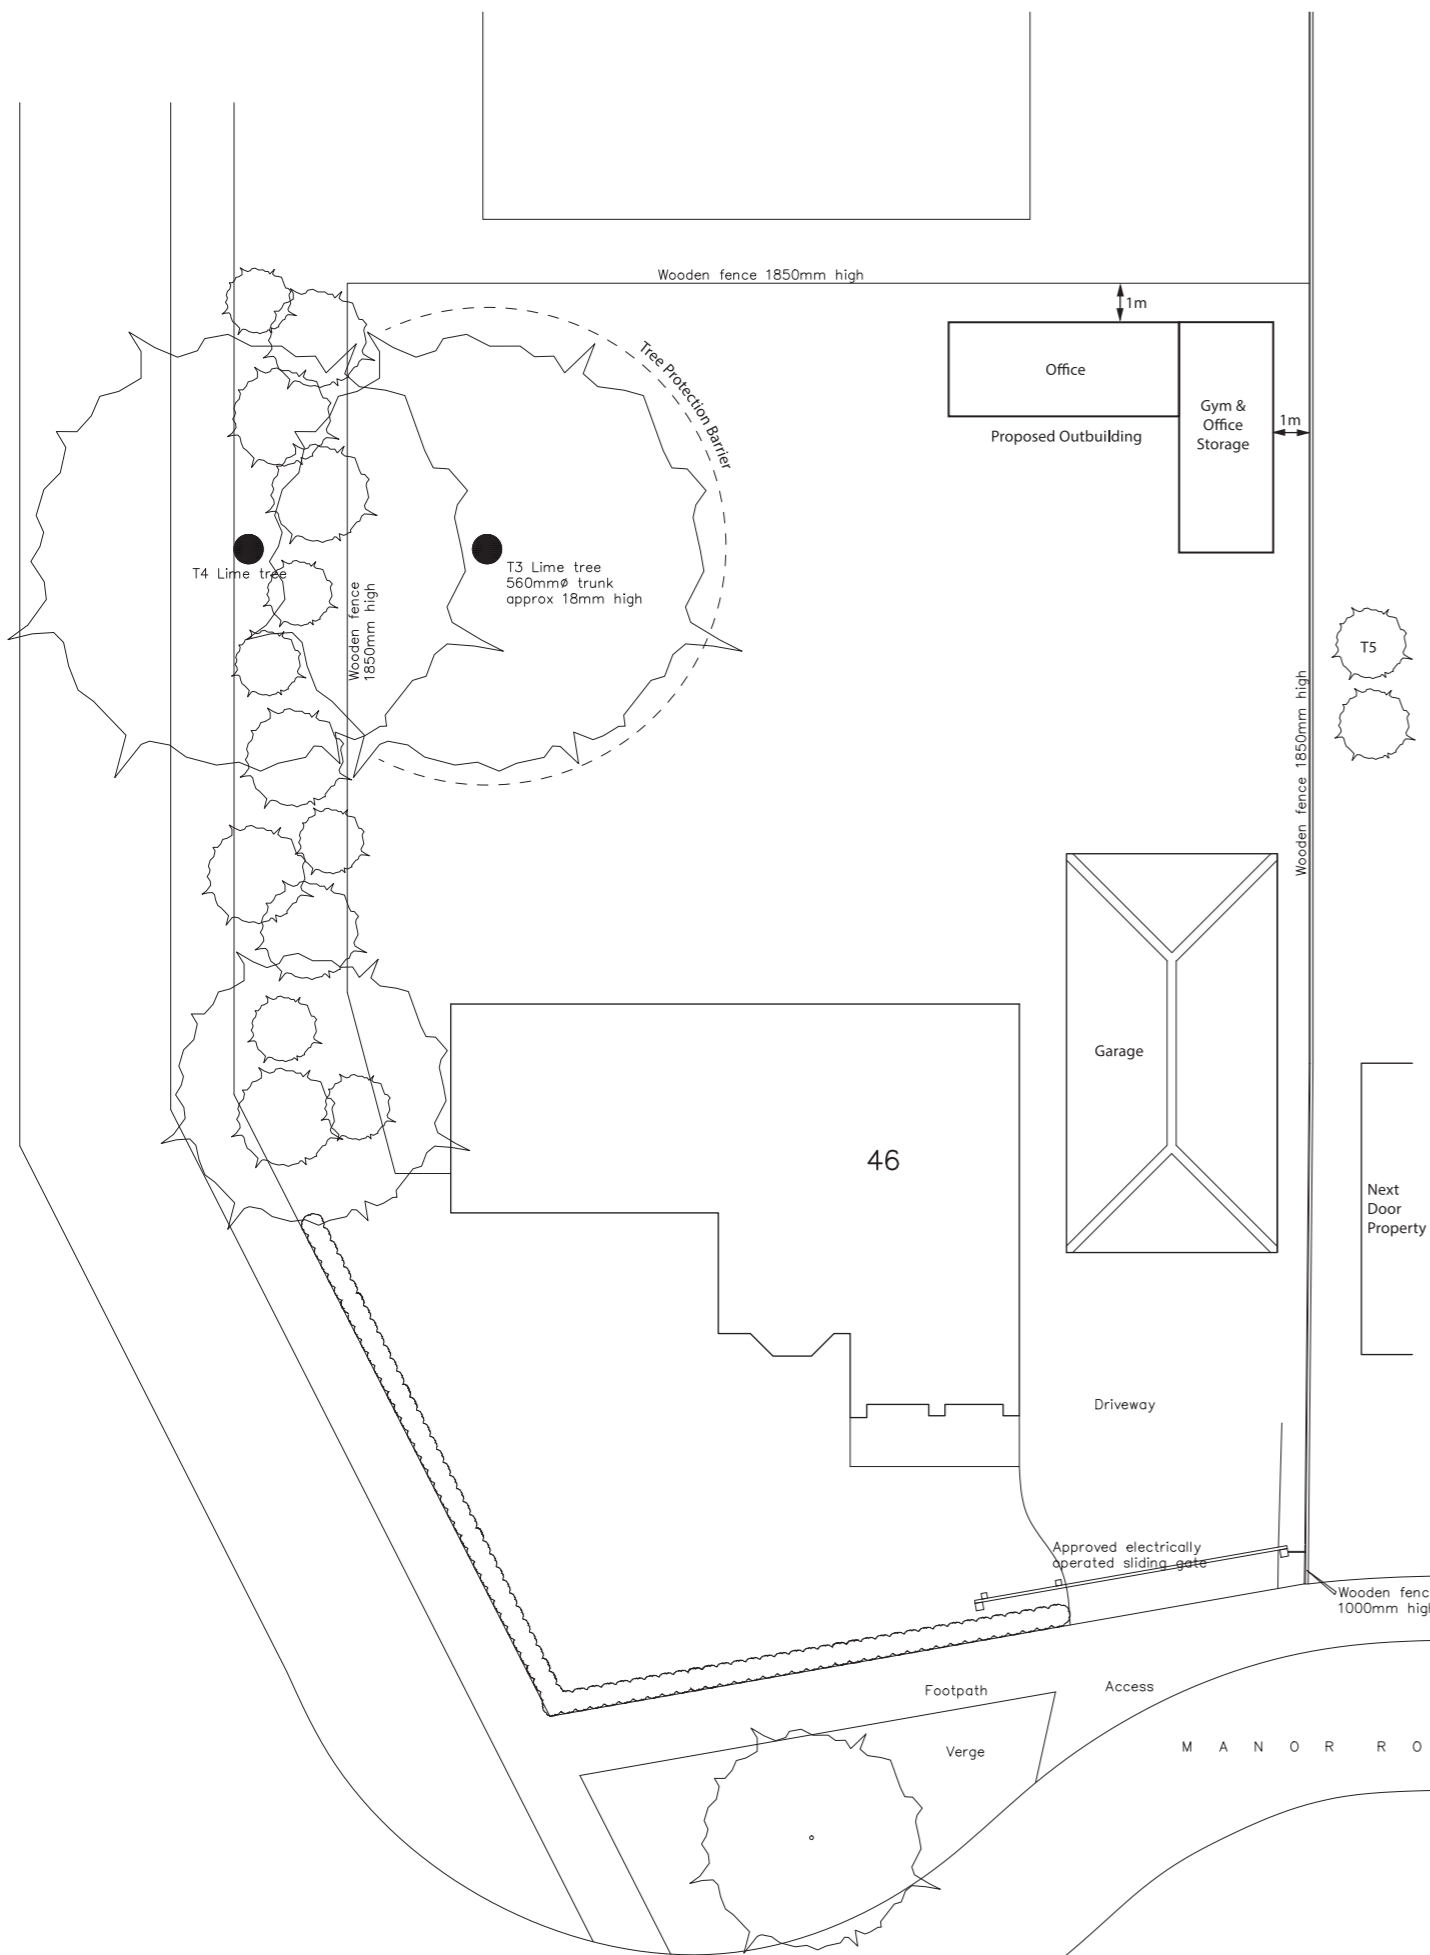 Wooden fence 1850mm high
1m
Tree Protection Barrier
Office
Gym &
Office
Storage
1m
Proposed Outbuilding
T4 Lime tree
T3 Lime tree
560mmø trunk
approx 18mm high
Wooden fence
1850mm high
T5
Wooden fence 1850mm high
Garage
46
Next
Door
Property
Driveway
Approved electrically
operated sliding gate
Wooden fenc
1000mm high
Footpath
Access
Verge
MANOR RO